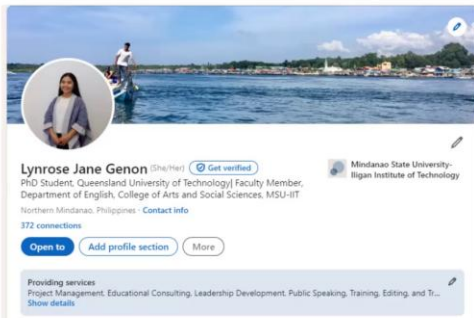 Lynrose Jane Genon (She/Her) Get verified
PhD Student, Queensland University of Technology| Faculty Member,
Department of English, College of Arts and Social Sciences, MSU-IIT
Northern Mindanao, Philippines · Contact info
372 connections
Open to Add profile section More
Mindanao State University-
Iligan Institute of Technology
Providing services
Project Management, Educational Consulting, Leadership Development, Public Speaking, Training, Editing, and Tr...
Show details